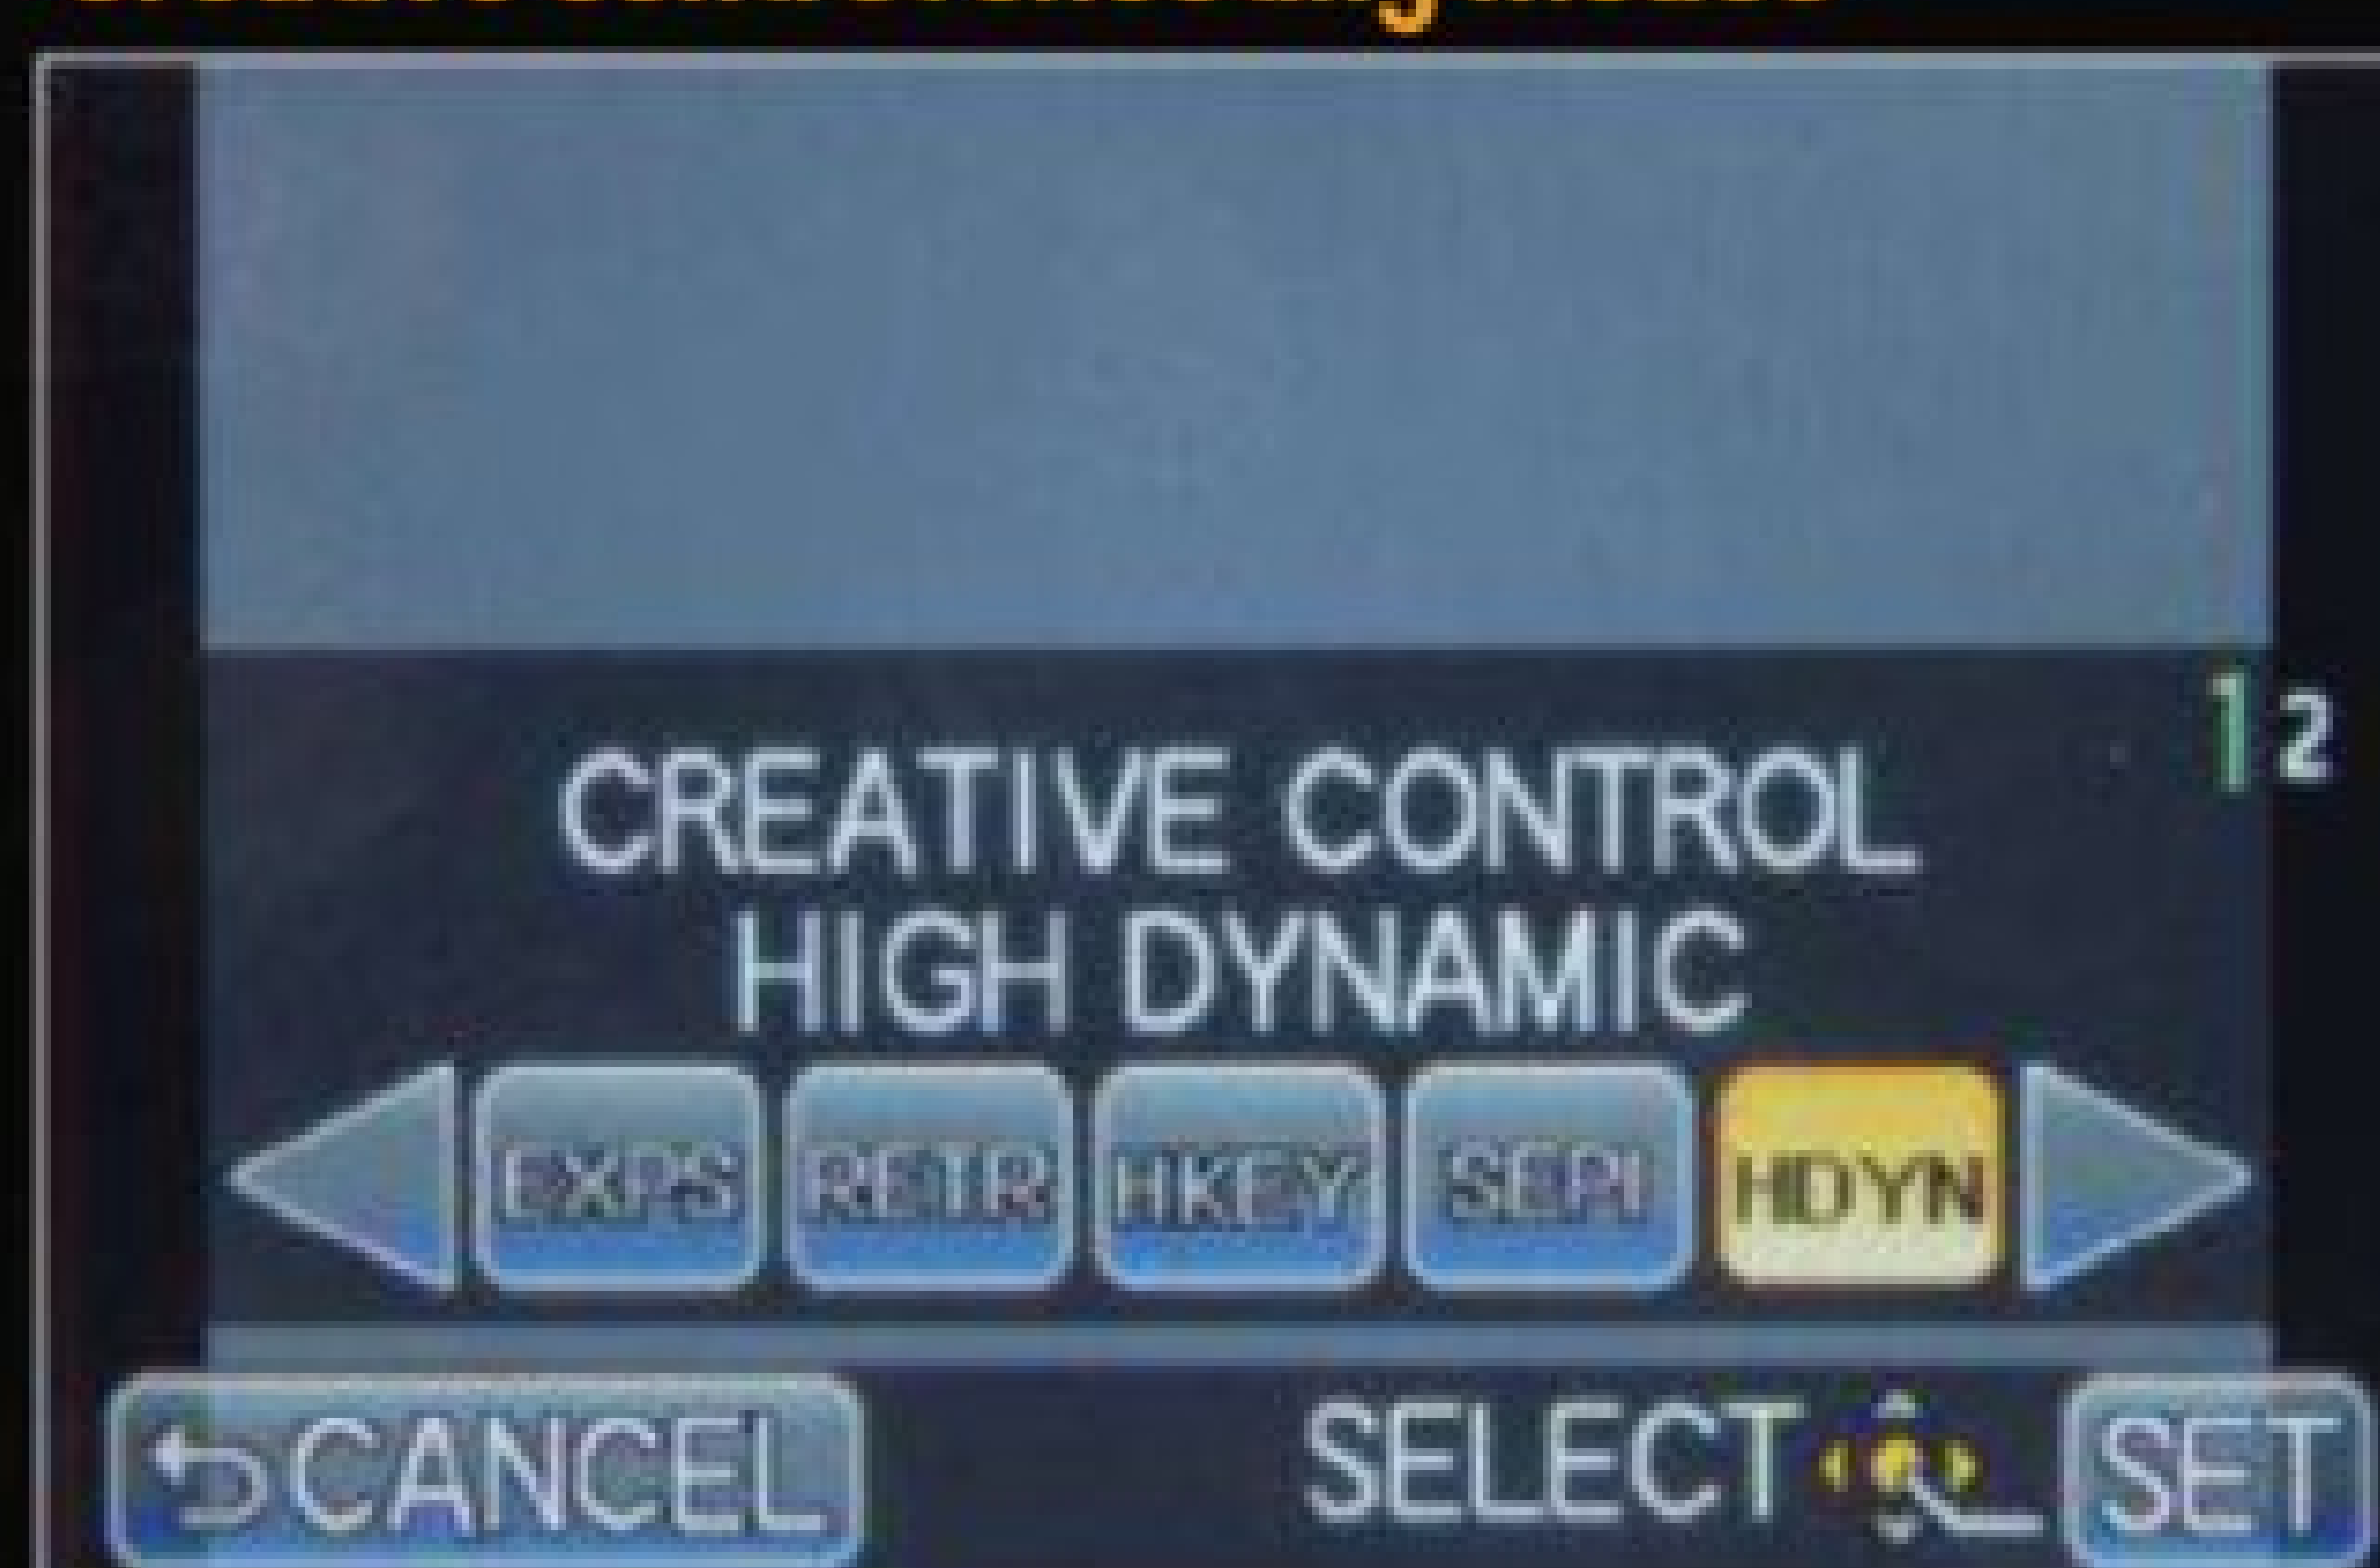 1 2
CREATIVE CONTROL
HIGH DYNAMIC
EXPS RETR HKEY SEPI HDYN
CANCEL SELECT SET